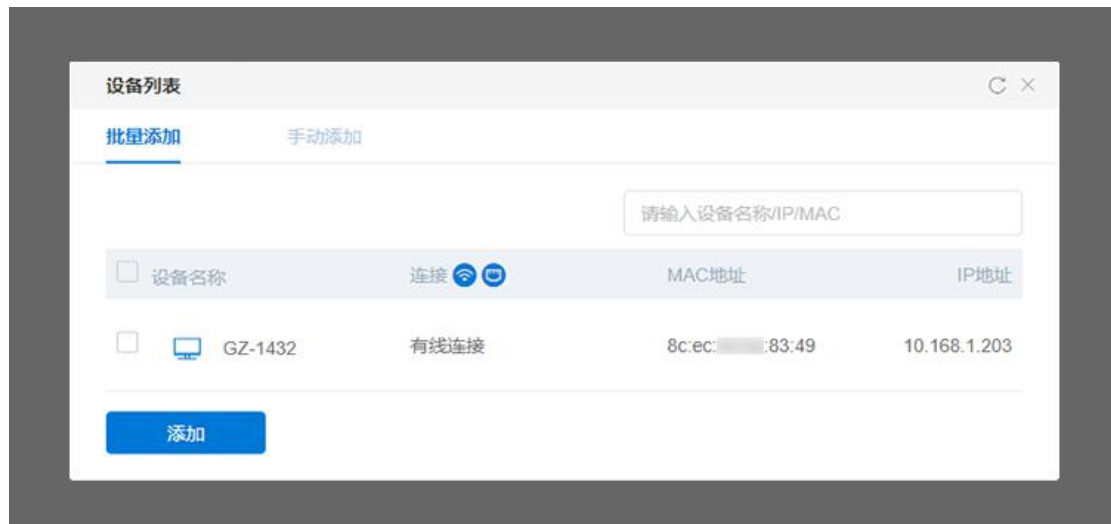 设备列表
批量添加 手动添加
请输入设备名称/IP/MAC
设备名称 连接 MAC地址 IP地址
GZ-1432 有线连接 8c:ec: :83:49 10.168.1.203
添加